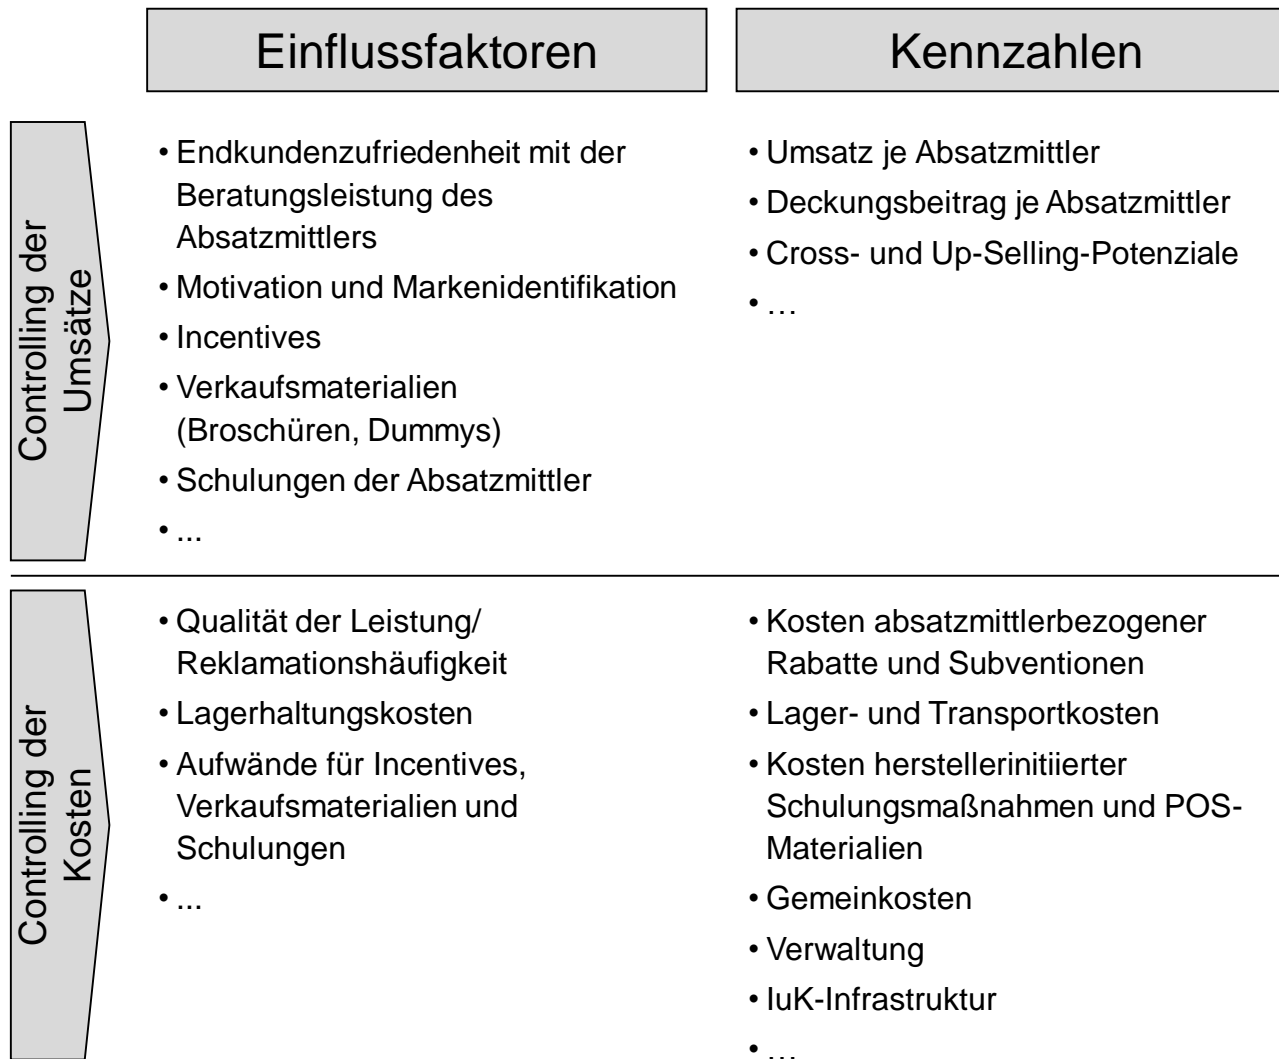 Einflussfaktoren
Kennzahlen
Controlling der
Umsätze
• Endkundenzufriedenheit mit der
Beratungsleistung des
Absatzmittlers
• Motivation und Markenidentifikation
• Incentives
• Verkaufsmaterialien
(Broschüren, Dummys)
• Schulungen der Absatzmittler
• ...
• Umsatz je Absatzmittler
• Deckungsbeitrag je Absatzmittler
• Cross- und Up-Selling-Potenziale
• …
Controlling der
Kosten
• Qualität der Leistung/
Reklamationshäufigkeit
• Lagerhaltungskosten
• Aufwände für Incentives,
Verkaufsmaterialien und
Schulungen
• ...
• Kosten absatzmittlerbezogener
Rabatte und Subventionen
• Lager- und Transportkosten
• Kosten herstellerinitiierter
Schulungsmaßnahmen und POS-
Materialien
• Gemeinkosten
• Verwaltung
• IuK-Infrastruktur
• …